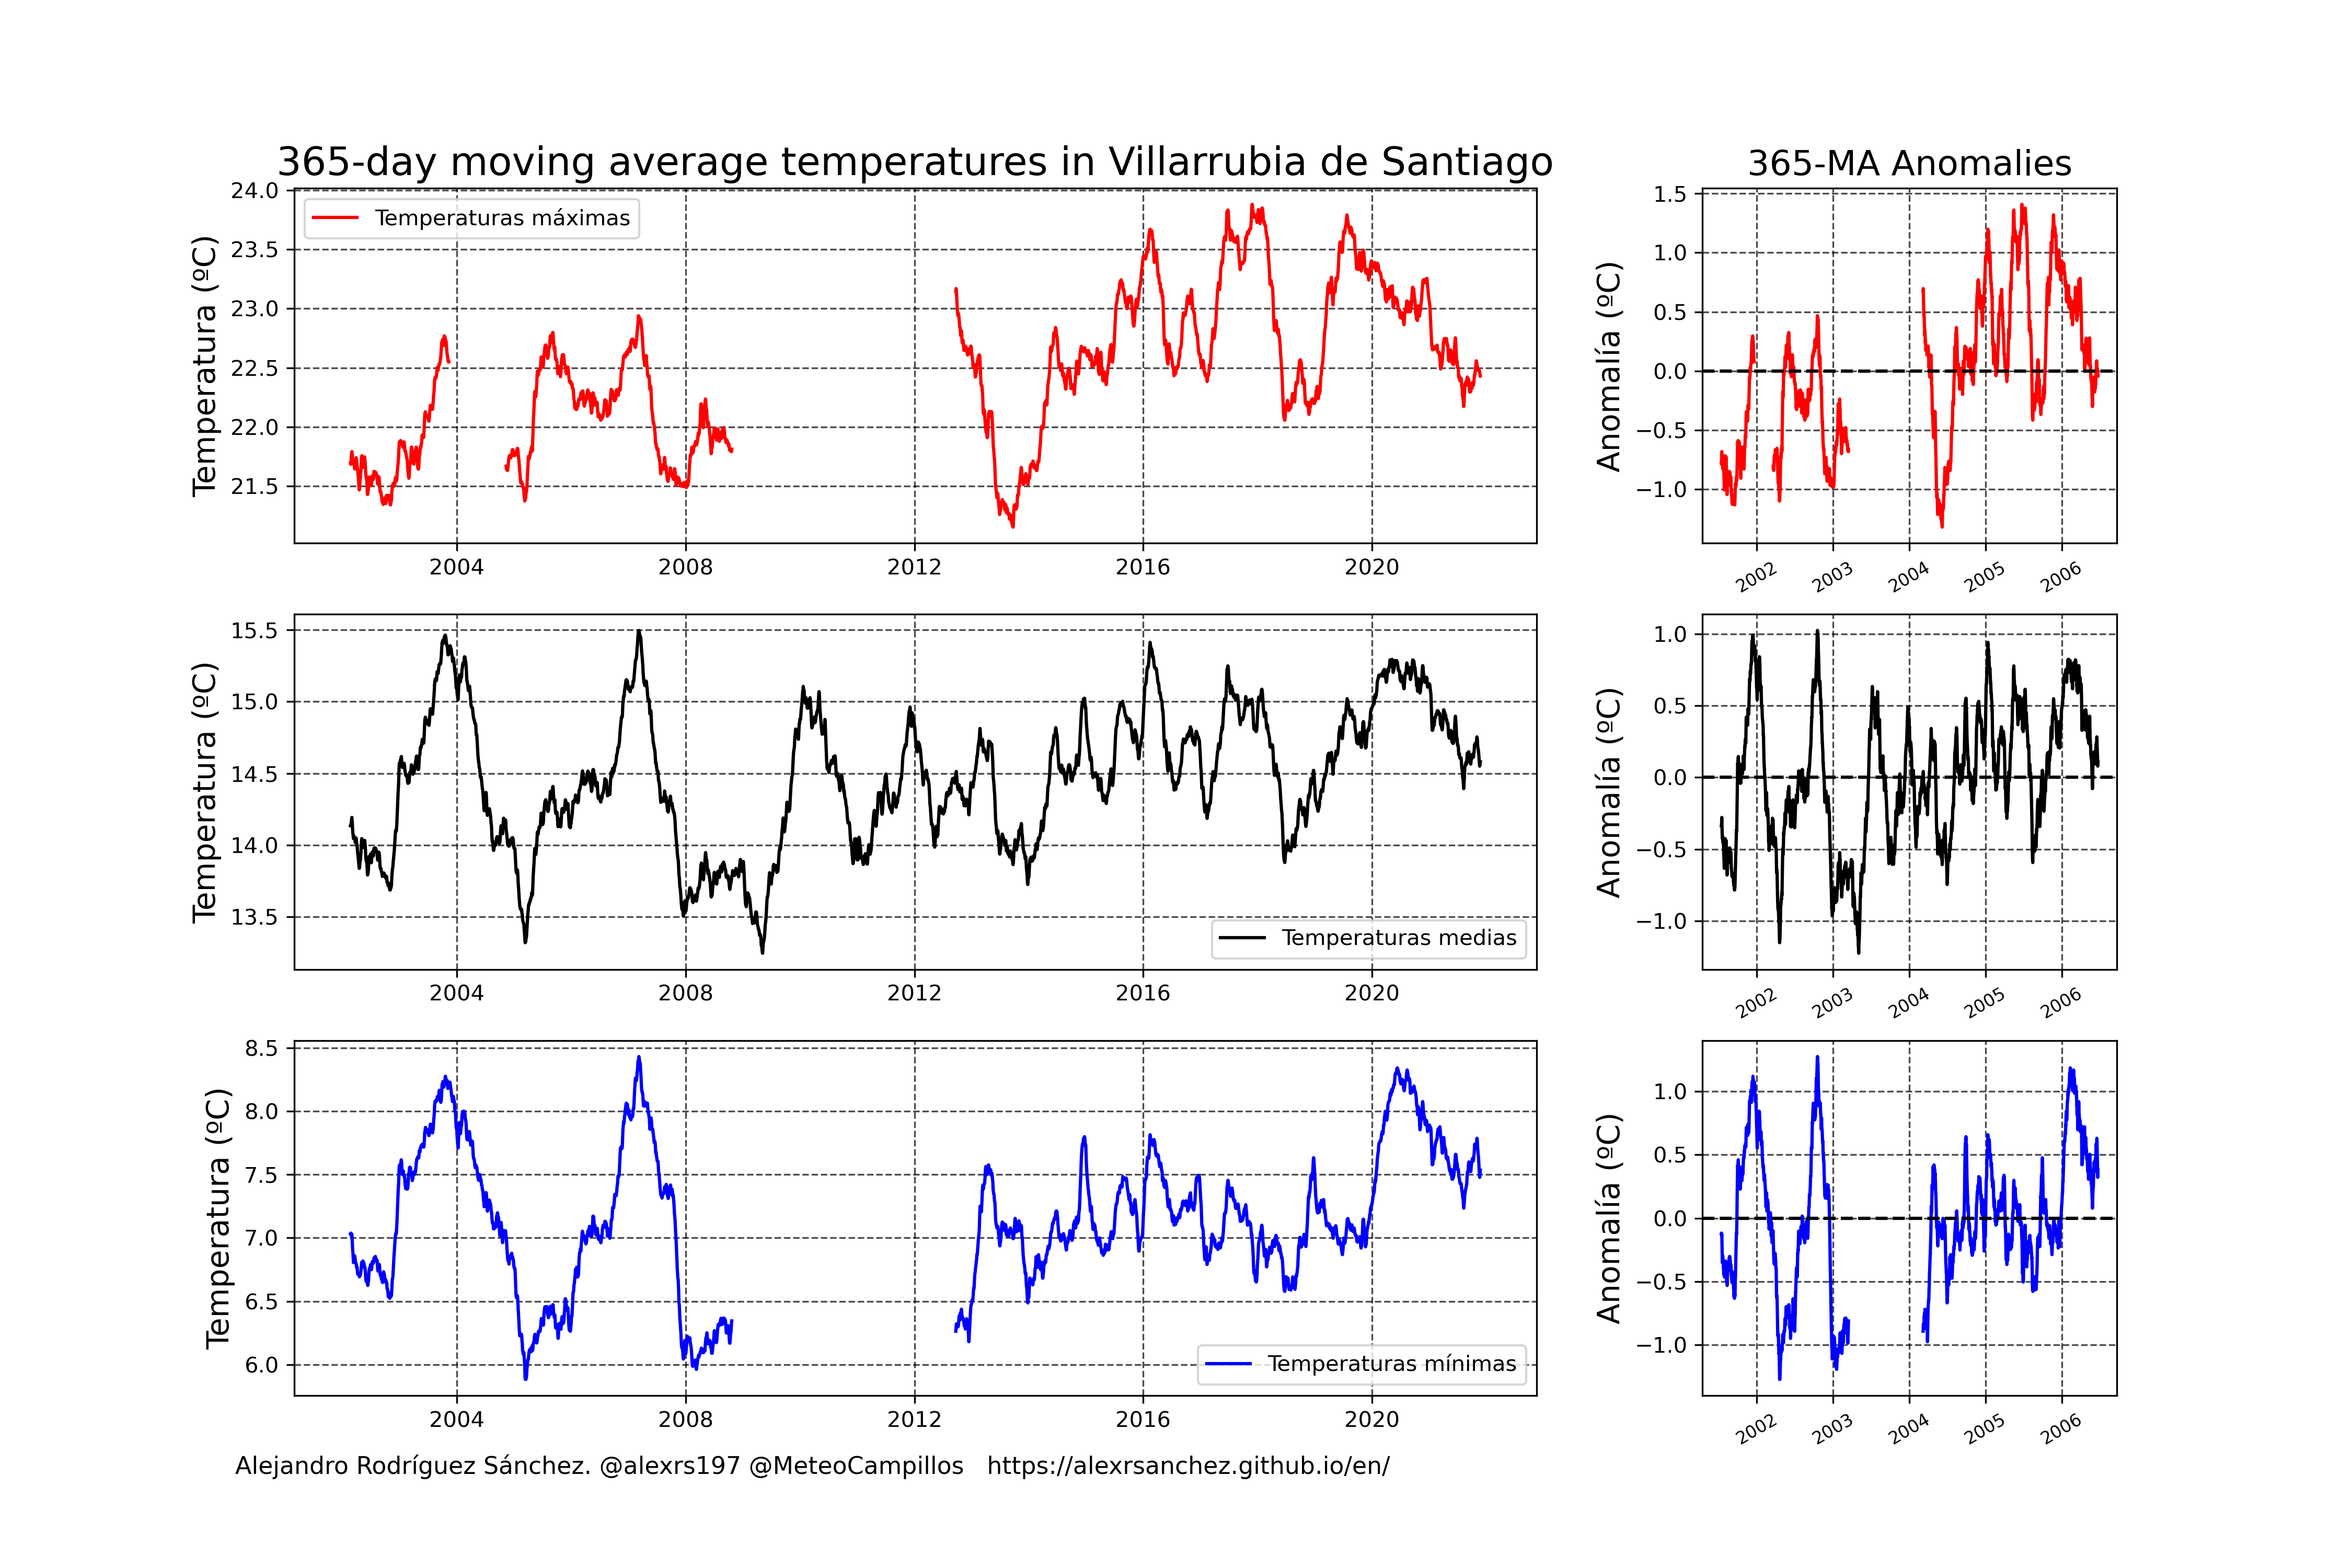 365-day moving average temperatures in Villarrubia de Santiago
365-MA Anomalies
24.0
23.5
23.0
22.5
22.0
21.5
Temperatura (ºC)
Temperaturas máximas
2004 2008 2012 2016 2020
1.5
1.0
0.5
0.0
−0.5
−1.0
Anomalía (ºC)
2002 2003 2004 2005 2006
15.5
15.0
14.5
14.0
13.5
Temperatura (ºC)
Temperaturas medias
2004 2008 2012 2016 2020
1.0
0.5
0.0
−0.5
−1.0
Anomalía (ºC)
2002 2003 2004 2005 2006
8.5
8.0
7.5
7.0
6.5
6.0
Temperatura (ºC)
Temperaturas mínimas
2004 2008 2012 2016 2020
1.0
0.5
0.0
−0.5
−1.0
Anomalía (ºC)
2002 2003 2004 2005 2006
Alejandro Rodríguez Sánchez. @alexrs197 @MeteoCampillos https://alexrsanchez.github.io/en/